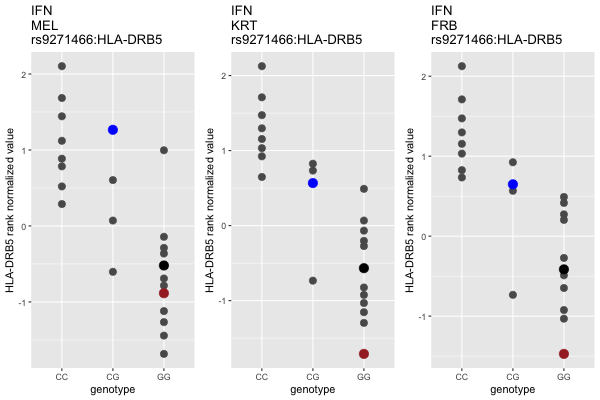 IFN
MEL
rs9271466:HLA-DRB5
HLA-DRB5 rank normalized value
2
1
0
-1
CC CG GG
genotype
IFN
KRT
rs9271466:HLA-DRB5
HLA-DRB5 rank normalized value
2
1
0
-1
CC CG GG
genotype
IFN
FRB
rs9271466:HLA-DRB5
HLA-DRB5 rank normalized value
2
1
0
-1
CC CG GG
genotype